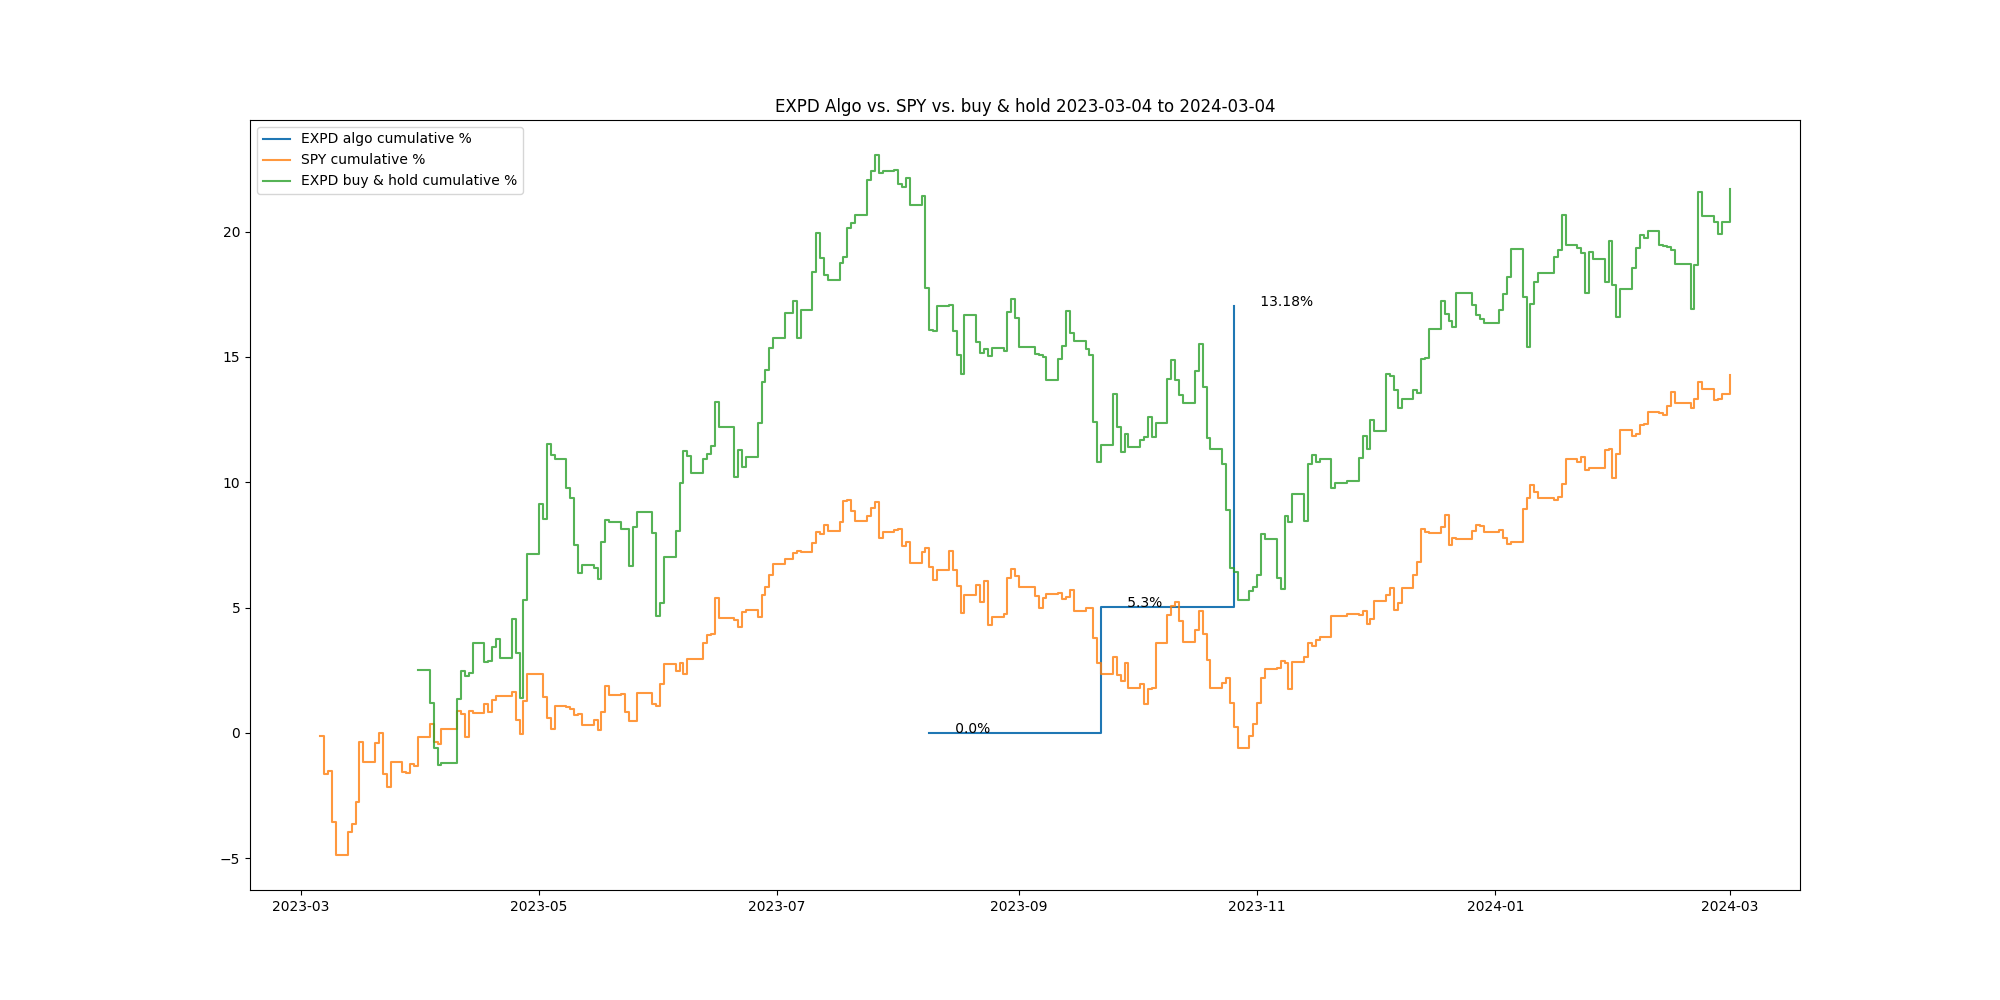 EXPD Algo vs. SPY vs. buy & hold 2023-03-04 to 2024-03-04
EXPD algo cumulative %
SPY cumulative %
EXPD buy & hold cumulative %
20
15
10
5
0
−5
13.18%
5.3%
0.0%
2023-03 2023-05 2023-07 2023-09 2023-11 2024-01 2024-03